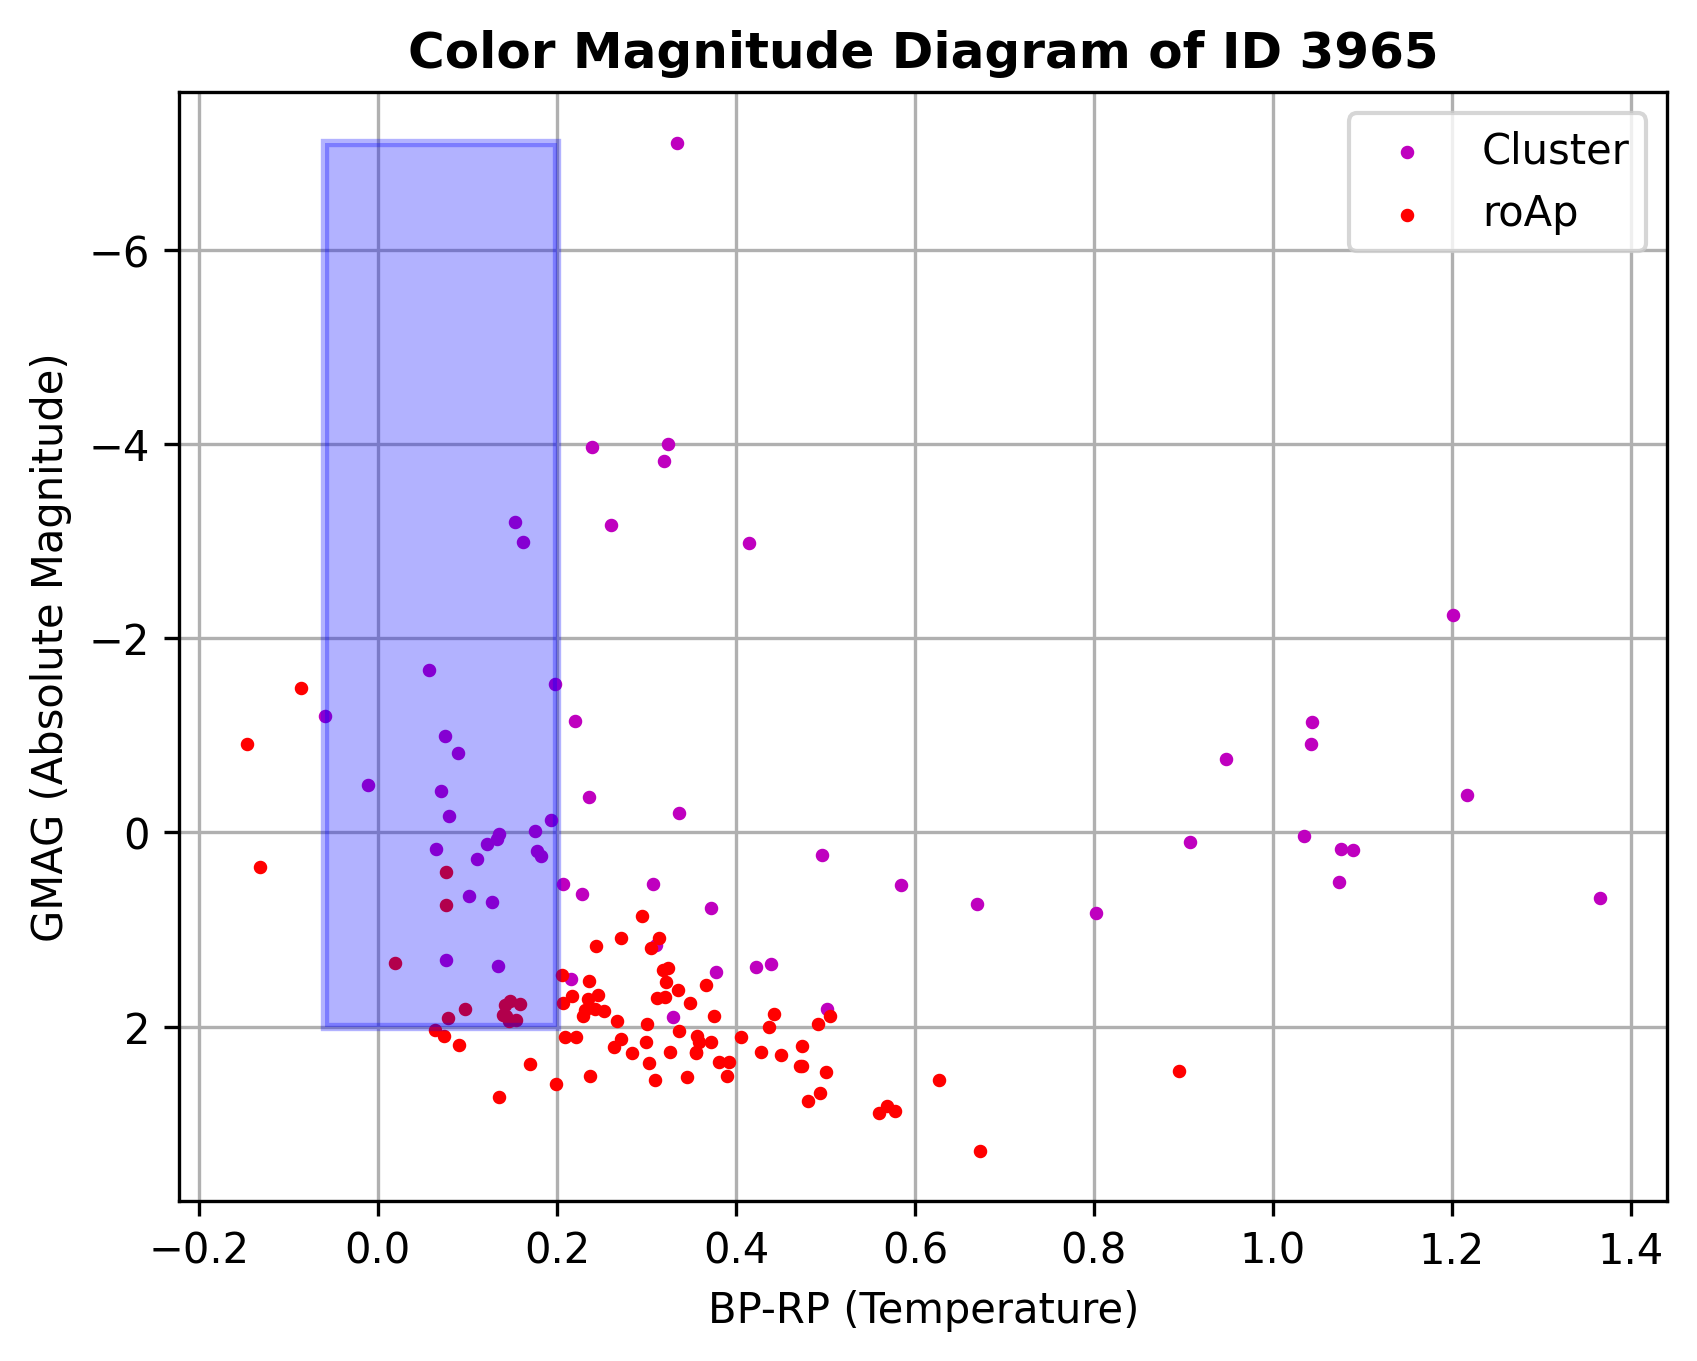 Color Magnitude Diagram of ID 3965
Cluster
roAp
GMAG (Absolute Magnitude)
−6
−4
−2
0
2
−0.2 0.0 0.2 0.4 0.6 0.8 1.0 1.2 1.4
BP-RP (Temperature)